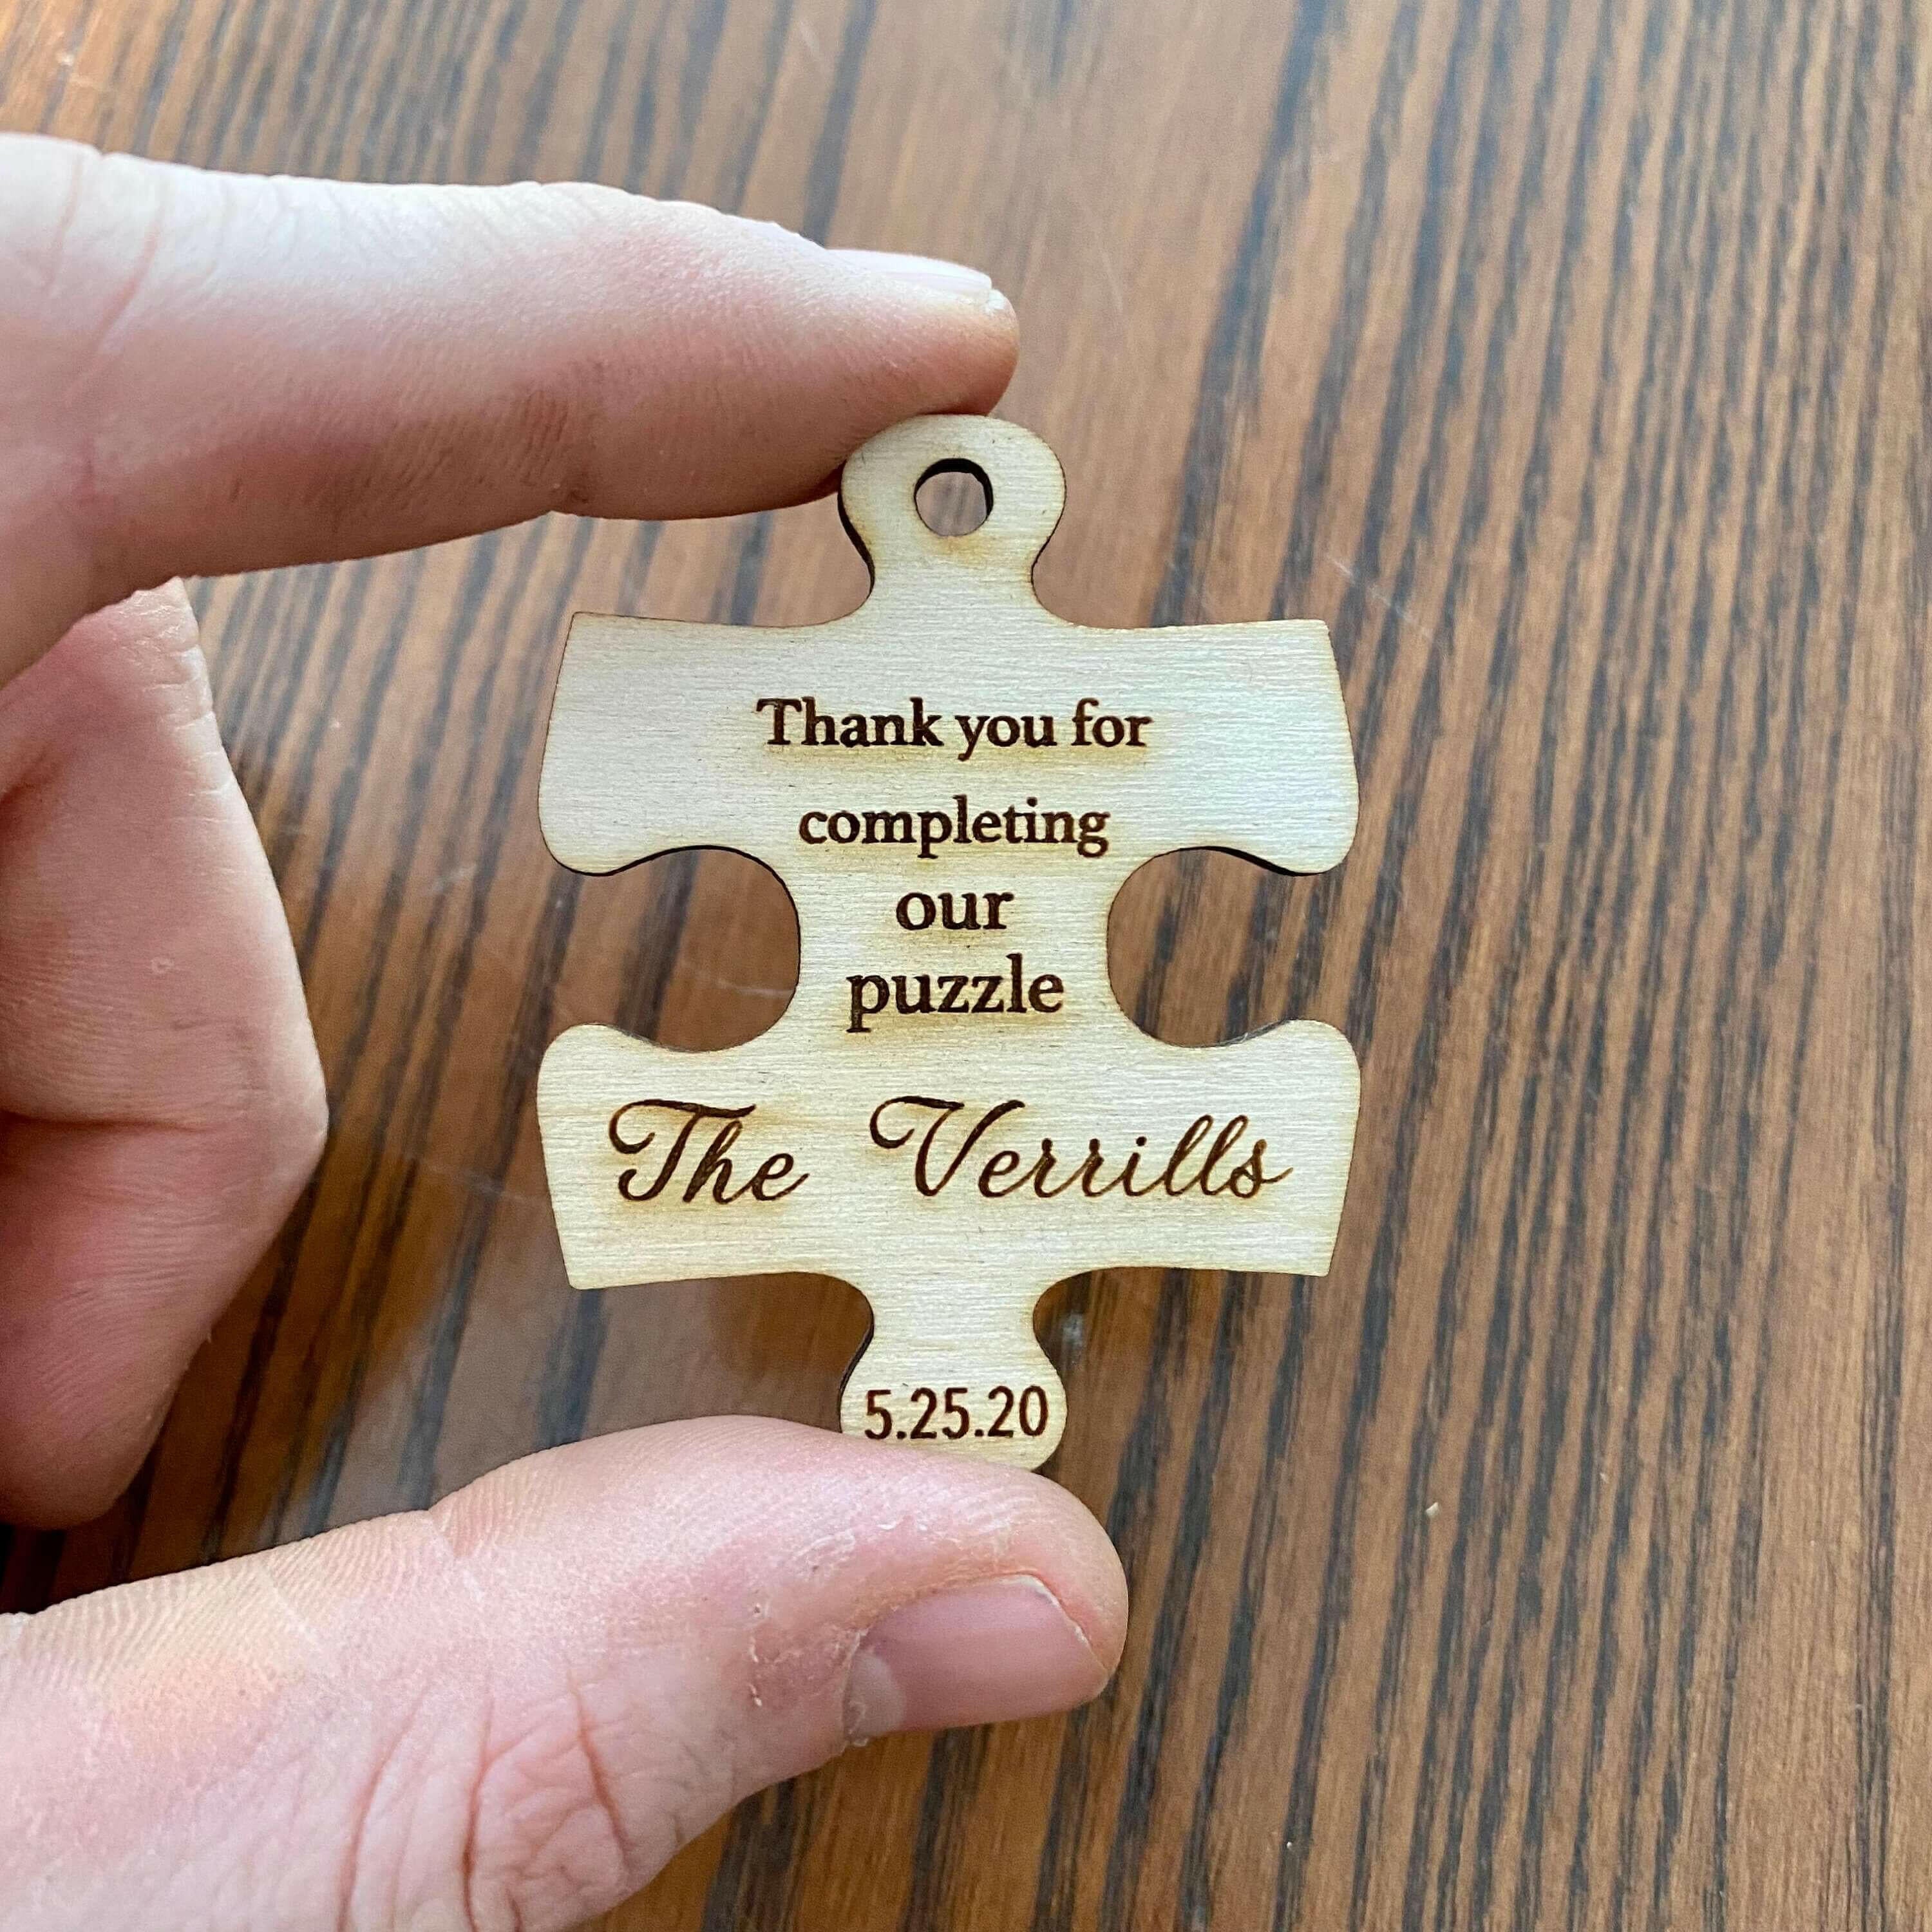 Thank you for
completing
our
puzzle
The Verrills
5.25.20